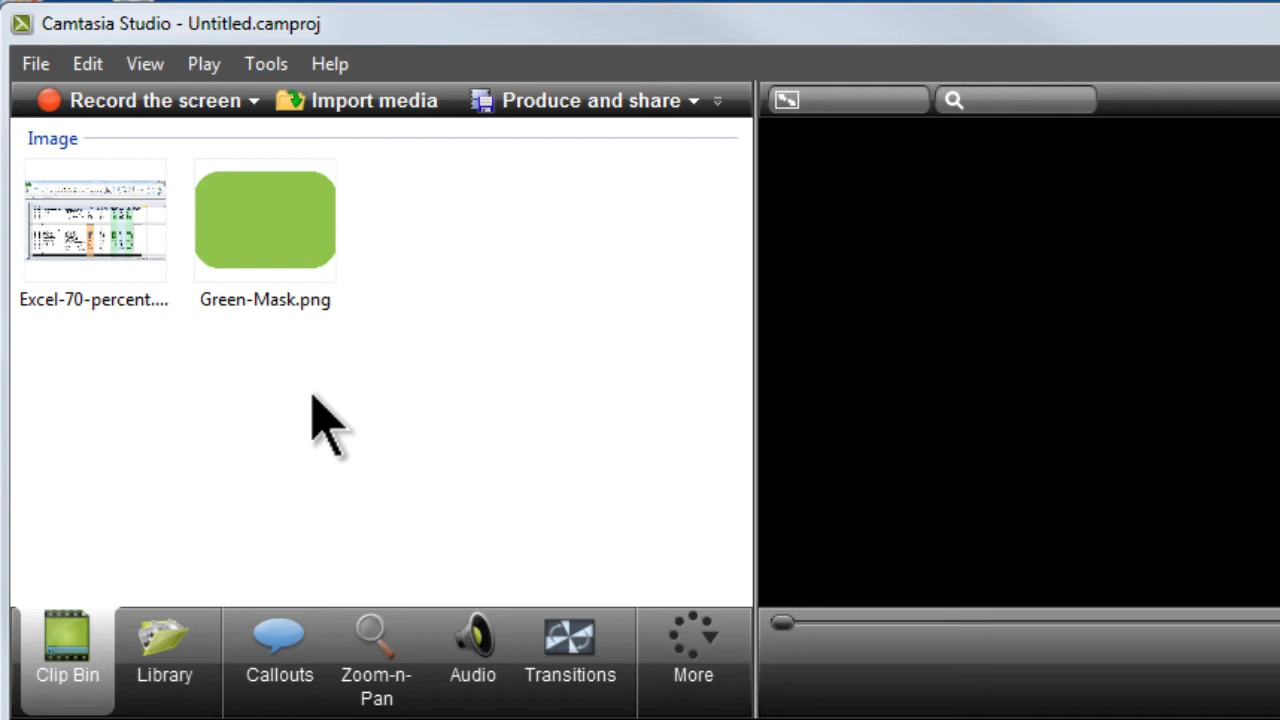 Camtasia Studio - Untitled.camproj
File Edit View Play Tools Help
Record the screen Import media Produce and share
Image
Excel-70-percent.... Green-Mask.png
Clip Bin Library Callouts Zoom-n-Pan Audio Transitions More